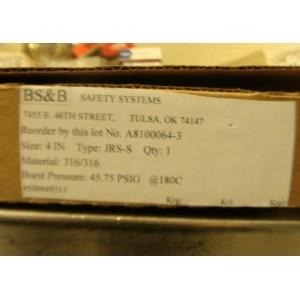 BS&B SAFETY SYSTEMS
7455 E. 46TH STREET, TULSA, OK 74147
Reorder by this lot No. A8100064-3
Size: 4 IN Type: JRS-S Qty: 1
Material: 316/316
Burst Pressure: 45.75 PSIG @180C
4500049311